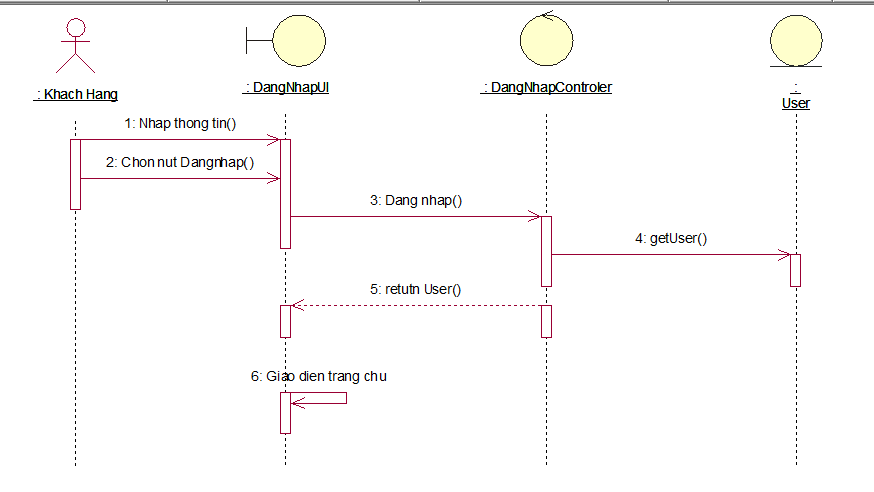 : Khach Hang
: DangNhapUI
: DangNhapControler
:
User
1: Nhap thong tin()
2: Chon nut Dangnhap()
3: Dang nhap()
4: getUser()
5: retutn User()
6: Giao dien trang chu